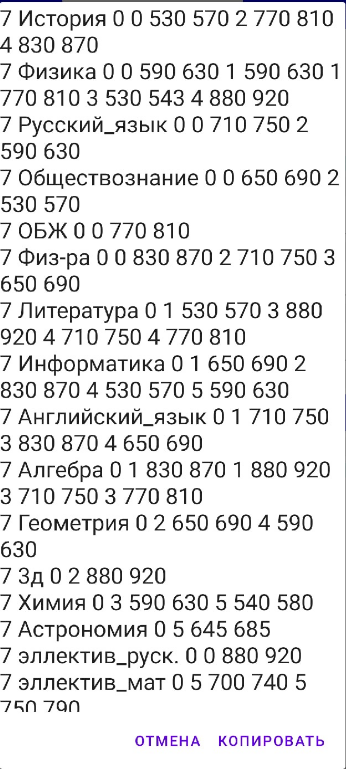 7 История 0 0 530 570 2 770 810
4 830 870
7 Физика 0 0 590 630 1 590 630 1
770 810 3 530 543 4 880 920
7 Русский_язык 0 0 710 750 2
590 630
7 Обществознание 0 0 650 690 2
530 570
7 ОБЖ 0 0 770 810
7 Физ-ра 0 0 830 870 2 710 750 3
650 690
7 Литература 0 1 530 570 3 880
920 4 710 750 4 770 810
7 Информатика 0 1 650 690 2
830 870 4 530 570 5 590 630
7 Английский_язык 0 1 710 750
3 830 870 4 650 690
7 Алгебра 0 1 830 870 1 880 920
3 710 750 3 770 810
7 Геометрия 0 2 650 690 4 590
630
7 3д 0 2 880 920
7 Химия 0 3 590 630 5 540 580
7 Астрономия 0 5 645 685
7 эллектив_руск. 0 0 880 920
7 эллектив_мат 0 5 700 740 5
750 790
ОТМЕНА КОПИРОВАТЬ